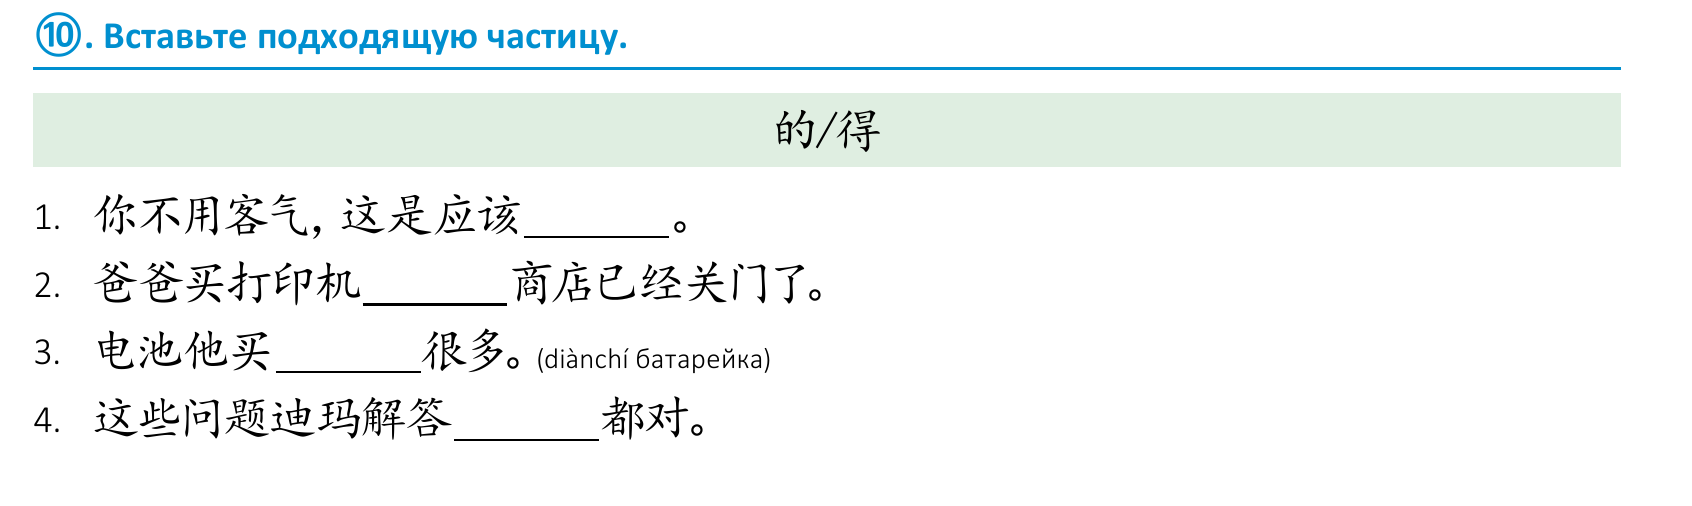 ⑩. Вставьте подходящую частицу.
的/得
1. 你不用客气, 这是应该______。
2. 爸爸买打印机______商店已经关门了。
3. 电池他买______很多。(diànchí батарейка)
4. 这些问题迪玛解答______都对。